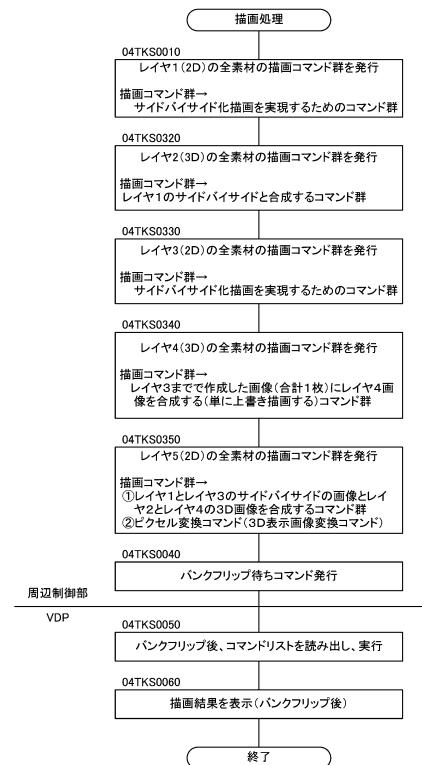 描画処理
04TKS0010
レイヤ1(2D)の全素材の描画コマンド群を発行
描画コマンド群→
サイドバイサイド化描画を実現するためのコマンド群
04TKS0320
レイヤ2(3D)の全素材の描画コマンド群を発行
描画コマンド群→
レイヤ1のサイドバイサイドと合成するコマンド群
04TKS0330
レイヤ3(2D)の全素材の描画コマンド群を発行
描画コマンド群→
サイドバイサイド化描画を実現するためのコマンド群
04TKS0340
レイヤ4(3D)の全素材の描画コマンド群を発行
描画コマンド群→
レイヤ3までで作成した画像(合計1枚)にレイヤ4画
像を合成する(単に上書き描画する)コマンド群
04TKS0350
レイヤ5(2D)の全素材の描画コマンド群を発行
描画コマンド群→
①レイヤ1とレイヤ3のサイドバイサイドの画像とレイ
ヤ2とレイヤ4の3D画像を合成するコマンド群
②ピクセル変換コマンド(3D表示画像変換コマンド)
04TKS0040
バンクフリップ待ちコマンド発行
周辺制御部
VDP
04TKS0050
バンクフリップ後、コマンドリストを読み出し、実行
04TKS0060
描画結果を表示(バンクフリップ後)
終了